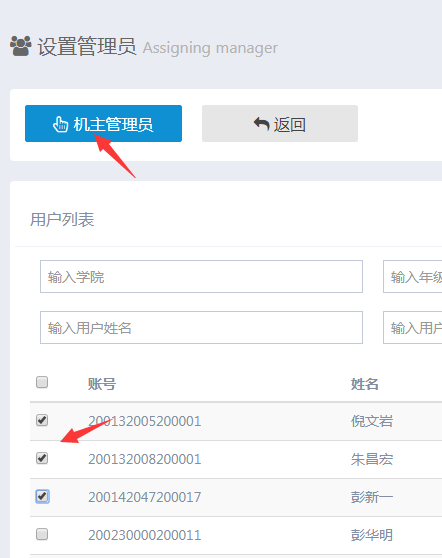 设置管理员 Assigning manager
机主管理员 返回
用户列表
输入学院 输入年级
输入用户姓名 输入用户
账号 姓名
200132005200001 倪文岩
200132008200001 朱昌宏
200142047200017 彭新一
200230000200011 彭华明